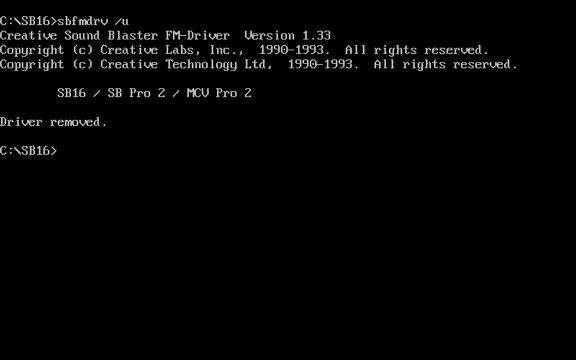 C:\SB16>sbfmdrv /u
Creative Sound Blaster FM-Driver  Version 1.33
Copyright (c) Creative Labs, Inc.,  1990-1993.  All rights reserved.
Copyright (c) Creative Technology Ltd,  1990-1993.  All rights reserved.
SB16 / SB Pro 2 / MCV Pro 2
Driver removed.
C:\SB16>